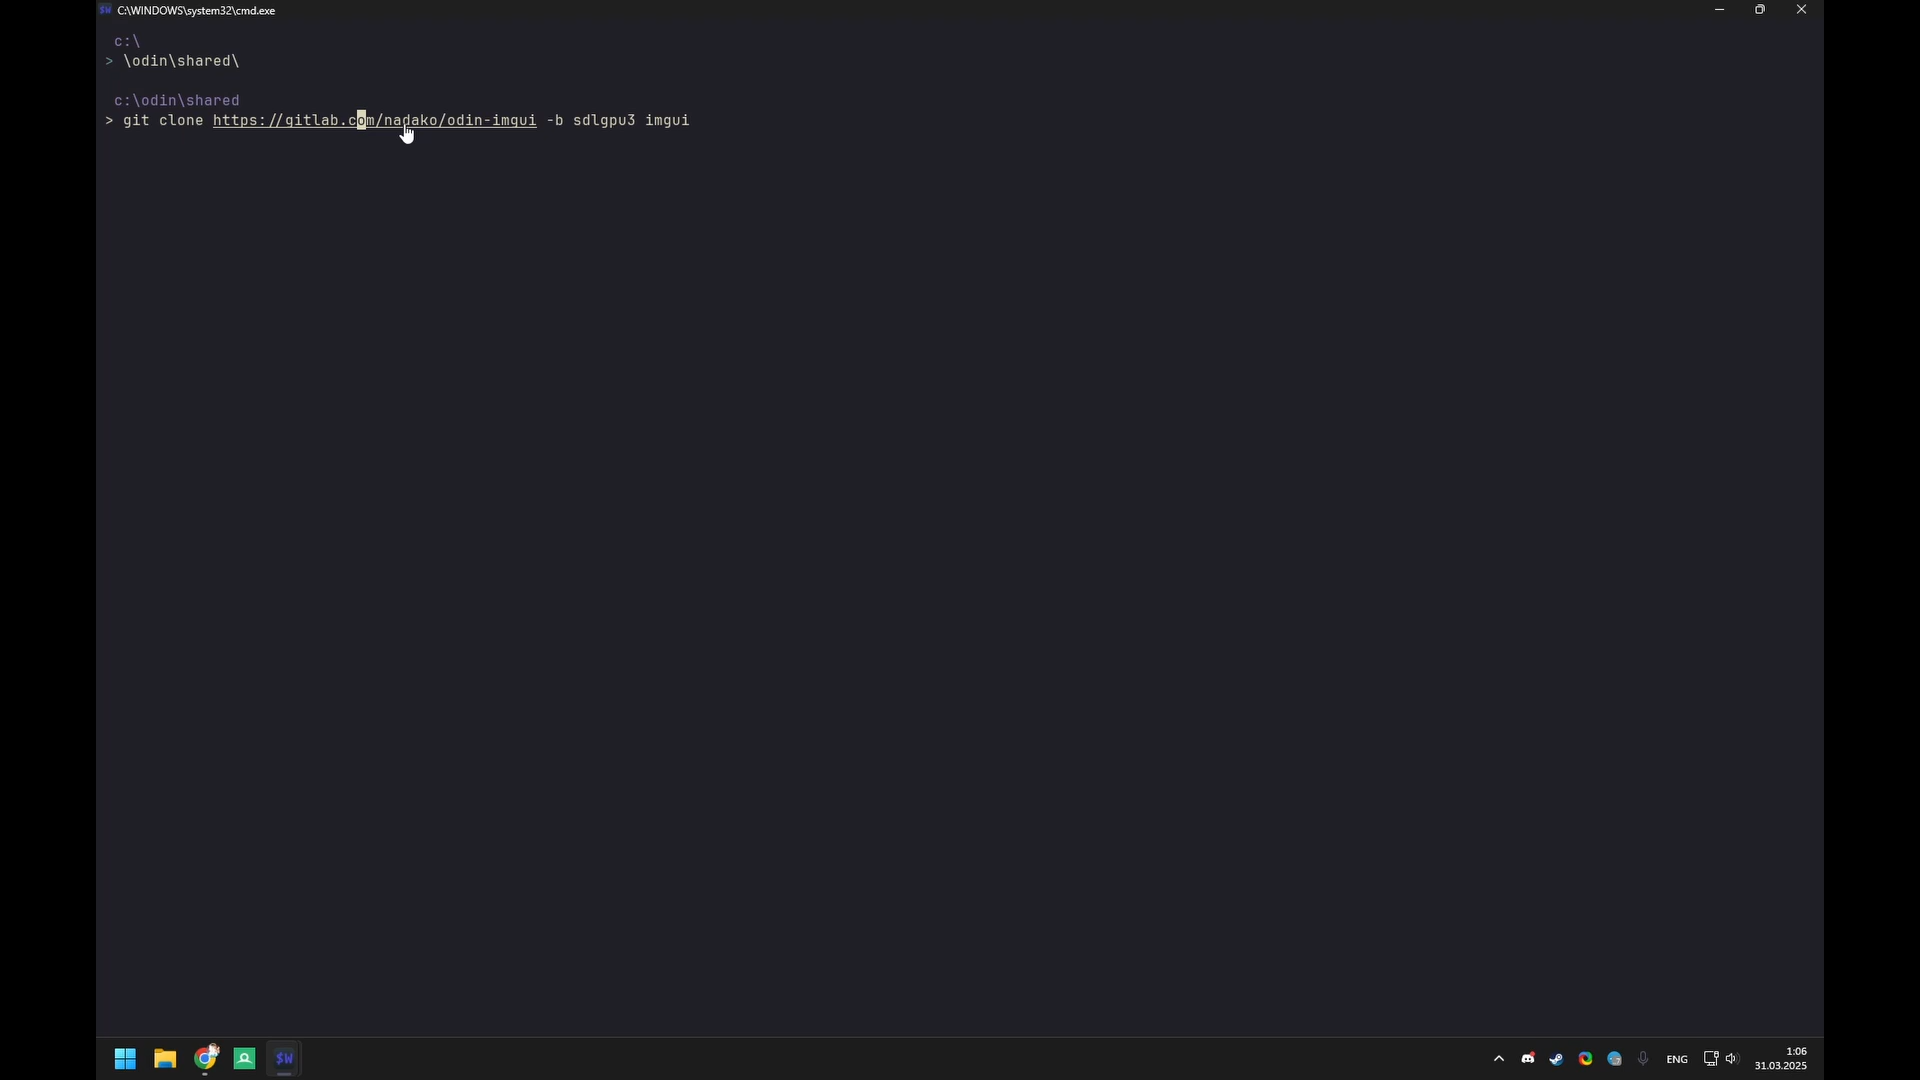 $W C:\WINDOWS\system32\cmd.exe
c:\
> \odin\shared\
c:\odin\shared
> git clone https://gitlab.com/nadako/odin-imgui -b sdlgpu3 imgui
$W ENG 1:06
31.03.2025